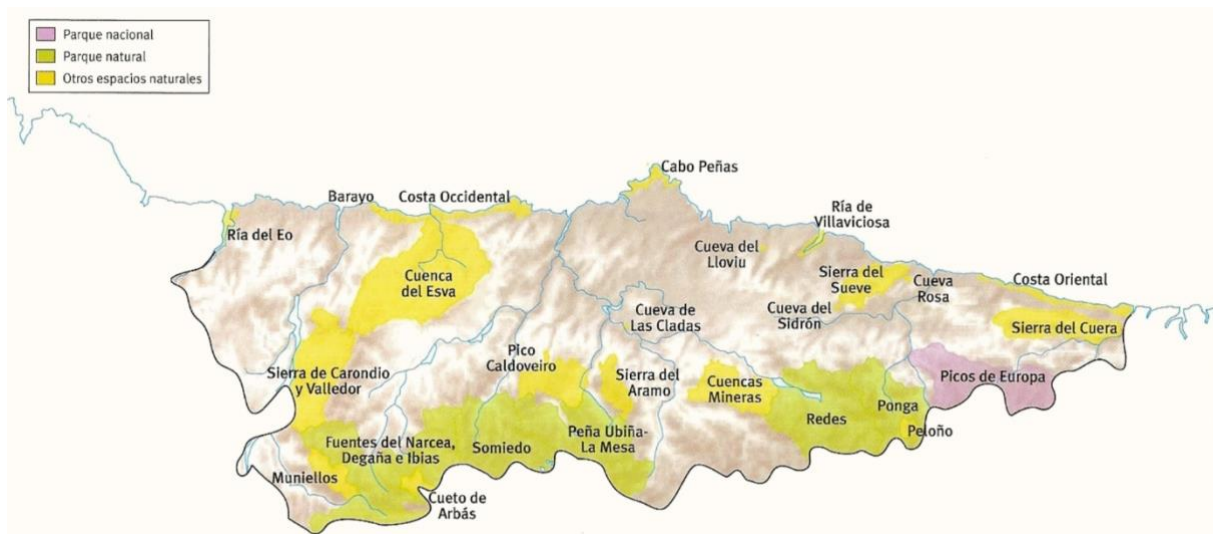 Parque nacional
Parque natural
Otros espacios naturales
Cabo Peñas
Barayo
Costa Occidental
Ría de
Villaviciosa
Ría del Eo
Cueva del
Lloviu
Cuenca
del Esva
Sierra del
Sueve
Cueva
Rosa
Costa Oriental
Cueva de
Las Cladas
Cueva del
Sidrón
Sierra del Cuera
Pico
Caldoveiro
Sierra de Carondio
y Valledor
Sierra del
Aramo
Cuencas
Mineras
Picos de Europa
Redes
Ponga
Peloño
Fuentes del Narcea,
Degaña e Ibias
Somiedo
Peña Ubiña-
La Mesa
Muniellos
Cueto de
Arbás